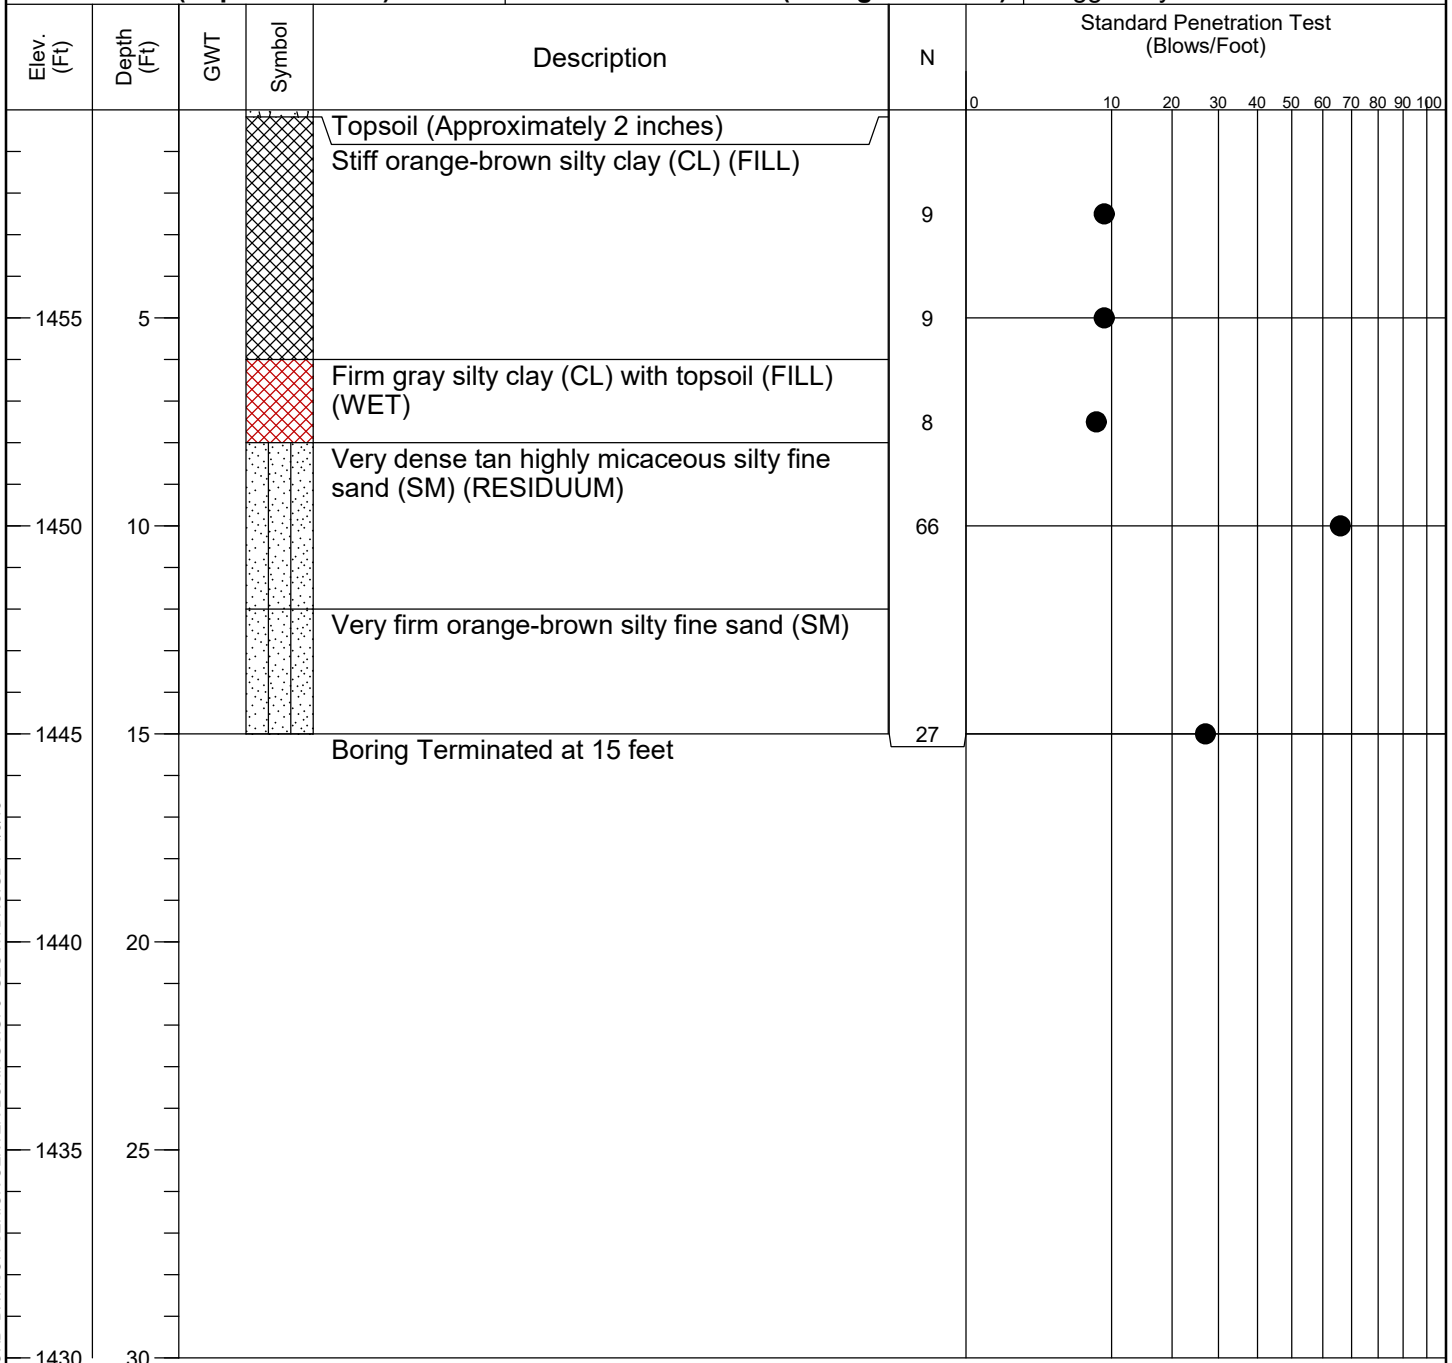 Elev.
(Ft)
Depth
(Ft)
GWT
Symbol
Description
N
Standard Penetration Test
(Blows/Foot)
0 10 20 30 40 50 60 70 80 90 100
Topsoil (Approximately 2 inches)
Stiff orange-brown silty clay (CL) (FILL)
9
1455 5 9
Firm gray silty clay (CL) with topsoil (FILL)
(WET)
8
Very dense tan highly micaceous silty fine
sand (SM) (RESIDUUM)
1450 10 66
Very firm orange-brown silty fine sand (SM)
1445 15 27
Boring Terminated at 15 feet
1440 20
1435 25
1430 30